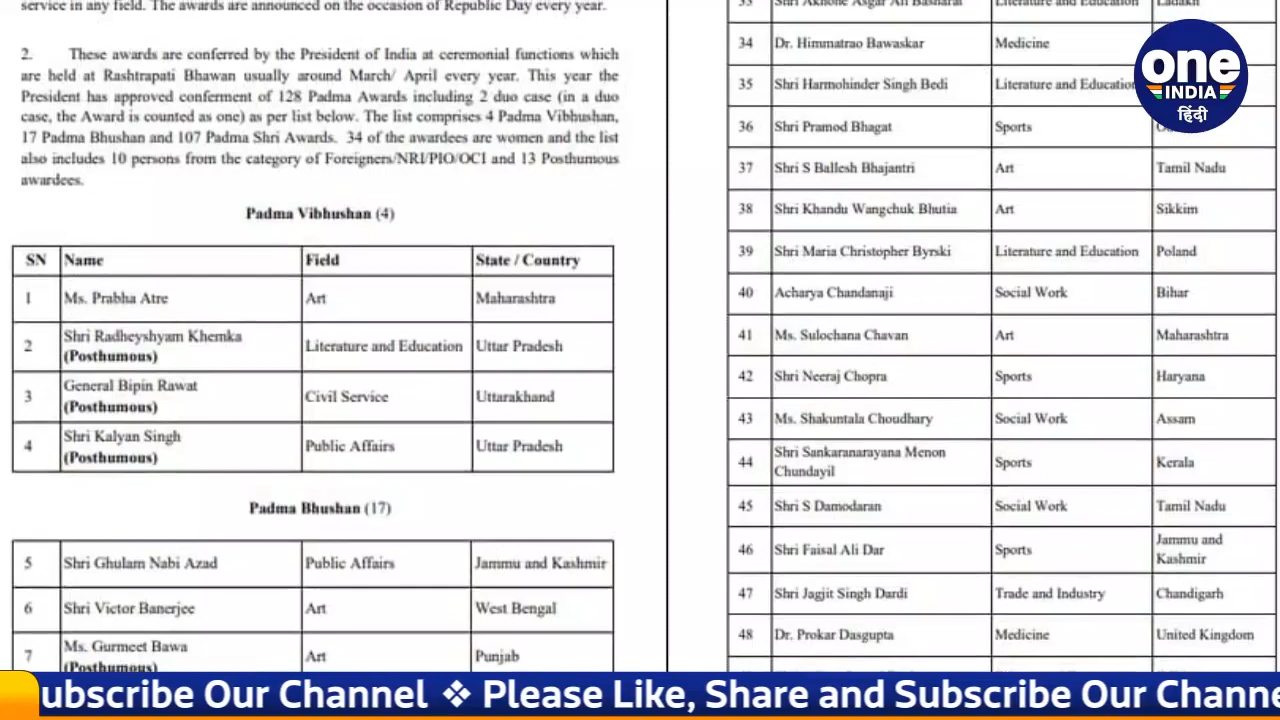 service in any field. The awards are announced on the occasion of Republic Day every year.
2. These awards are conferred by the President of India at ceremonial functions which
are held at Rashtrapati Bhawan usually around March/ April every year. This year the
President has approved conferment of 128 Padma Awards including 2 duo case (in a duo
case, the Award is counted as one) as per list below. The list comprises 4 Padma Vibhushan,
17 Padma Bhushan and 107 Padma Shri Awards. 34 of the awardees are women and the list
also includes 10 persons from the category of Foreigners/NRI/PIO/OCI and 13 Posthumous
awardees.
Padma Vibhushan (4)
SN Name Field State / Country
1 Ms. Prabha Atre Art Maharashtra
2 Shri Radheyshyam Khemka (Posthumous) Literature and Education Uttar Pradesh
3 General Bipin Rawat (Posthumous) Civil Service Uttarakhand
4 Shri Kalyan Singh (Posthumous) Public Affairs Uttar Pradesh
Padma Bhushan (17)
5 Shri Ghulam Nabi Azad Public Affairs Jammu and Kashmir
6 Shri Victor Banerjee Art West Bengal
7 Ms. Gurmeet Bawa (Posthumous) Art Punjab
33 Shri Akhone Asgar Ali Basharat Literature and Education Ladakh
34 Dr. Himmatrao Bawaskar Medicine
35 Shri Harmohinder Singh Bedi Literature and Education
36 Shri Pramod Bhagat Sports
37 Shri S Ballesh Bhajantri Art Tamil Nadu
38 Shri Khandu Wangchuk Bhutia Art Sikkim
39 Shri Maria Christopher Byrski Literature and Education Poland
40 Acharya Chandanaji Social Work Bihar
41 Ms. Sulochana Chavan Art Maharashtra
42 Shri Neeraj Chopra Sports Haryana
43 Ms. Shakuntala Choudhary Social Work Assam
44 Shri Sankaranarayana Menon Chundayil Sports Kerala
45 Shri S Damodaran Social Work Tamil Nadu
46 Shri Faisal Ali Dar Sports Jammu and Kashmir
47 Shri Jagjit Singh Dardi Trade and Industry Chandigarh
48 Dr. Prokar Dasgupta Medicine United Kingdom
one
INDIA
हिंदी
ubscribe Our Channel ❖ Please Like, Share and Subscribe Our Channe